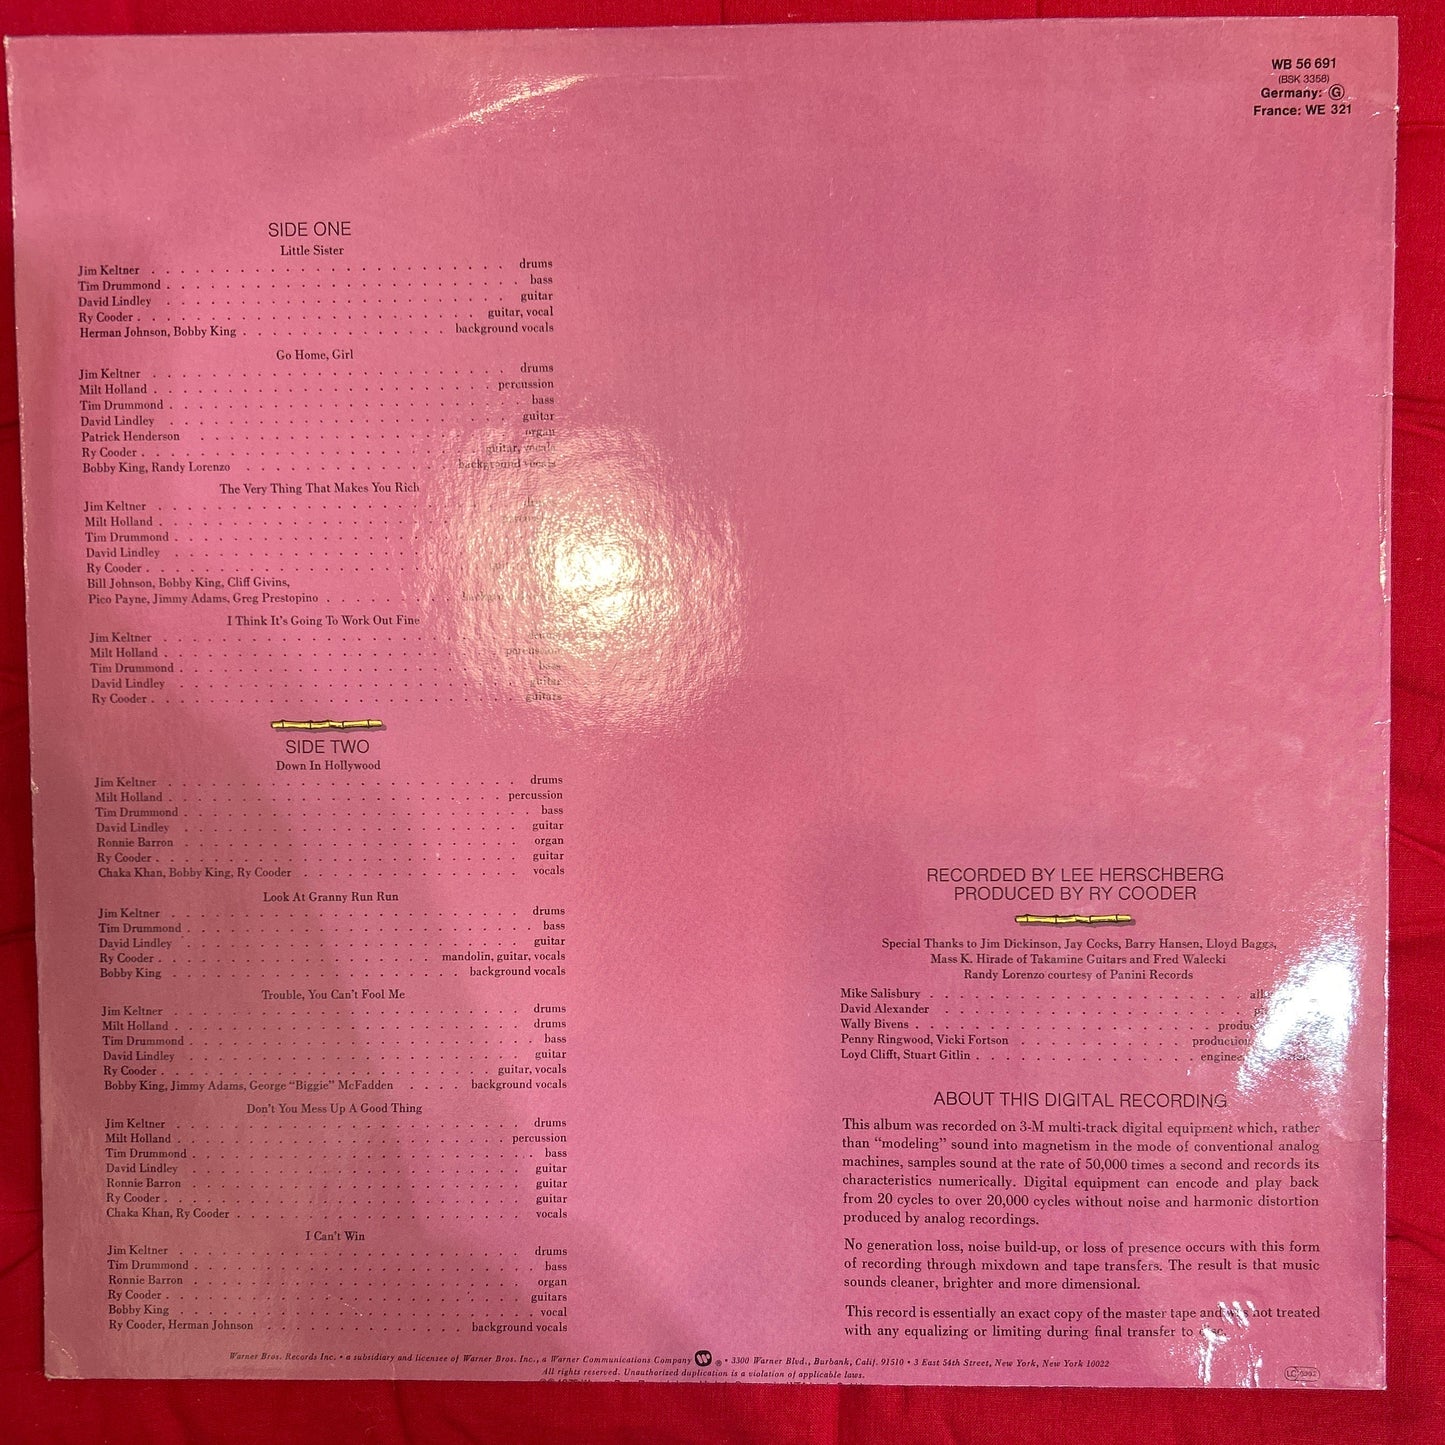 WB 56 691
(BSK 3358)
Germany: Ⓖ
France: WE 321
SIDE ONE
Little Sister
Jim Keltner . . . . . . . . . . . . . . . . . . . . . . . . . drums
Tim Drummond . . . . . . . . . . . . . . . . . . . . . . . . bass
David Lindley . . . . . . . . . . . . . . . . . . . . . . . . guitar
Ry Cooder . . . . . . . . . . . . . . . . . . . . . . . . guitar, vocal
Herman Johnson, Bobby King . . . . . . . . . . . . . . . background vocals
Go Home, Girl
Jim Keltner . . . . . . . . . . . . . . . . . . . . . . . . . drums
Milt Holland . . . . . . . . . . . . . . . . . . . . . . . . percussion
Tim Drummond . . . . . . . . . . . . . . . . . . . . . . . . bass
David Lindley . . . . . . . . . . . . . . . . . . . . . . . . guitar
Patrick Henderson . . . . . . . . . . . . . . . . . . . . . . organ
Ry Cooder . . . . . . . . . . . . . . . . . . . . . . . . guitar, vocals
Bobby King, Randy Lorenzo . . . . . . . . . . . . . . . background vocals
The Very Thing That Makes You Rich
Jim Keltner . . . . . . . . . . . . . . . . . . . . . . . . .
Milt Holland . . . . . . . . . . . . . . . . . . . . . . . .
Tim Drummond . . . . . . . . . . . . . . . . . . . . . . . .
David Lindley . . . . . . . . . . . . . . . . . . . . . . . .
Ry Cooder . . . . . . . . . . . . . . . . . . . . . . . .
Bill Johnson, Bobby King, Cliff Givins,
Pico Payne, Jimmy Adams, Greg Prestopino . . . . . . . . . .
I Think It's Going To Work Out Fine
Jim Keltner . . . . . . . . . . . . . . . . . . . . . . . . . drums
Milt Holland . . . . . . . . . . . . . . . . . . . . . . . . percussion
Tim Drummond . . . . . . . . . . . . . . . . . . . . . . . . bass
David Lindley . . . . . . . . . . . . . . . . . . . . . . . . guitar
Ry Cooder . . . . . . . . . . . . . . . . . . . . . . . . guitars
SIDE TWO
Down In Hollywood
Jim Keltner . . . . . . . . . . . . . . . . . . . . . . . . . drums
Milt Holland . . . . . . . . . . . . . . . . . . . . . . . . percussion
Tim Drummond . . . . . . . . . . . . . . . . . . . . . . . . bass
David Lindley . . . . . . . . . . . . . . . . . . . . . . . . guitar
Ronnie Barron . . . . . . . . . . . . . . . . . . . . . . . . organ
Ry Cooder . . . . . . . . . . . . . . . . . . . . . . . . guitar
Chaka Khan, Bobby King, Ry Cooder . . . . . . . . . . . . . . . vocals
Look At Granny Run Run
Jim Keltner . . . . . . . . . . . . . . . . . . . . . . . . . drums
Tim Drummond . . . . . . . . . . . . . . . . . . . . . . . . bass
David Lindley . . . . . . . . . . . . . . . . . . . . . . . . guitar
Ry Cooder . . . . . . . . . . . . . . . . . . . . mandolin, guitar, vocals
Bobby King . . . . . . . . . . . . . . . . . . . . . background vocals
Trouble, You Can't Fool Me
Jim Keltner . . . . . . . . . . . . . . . . . . . . . . . . . drums
Milt Holland . . . . . . . . . . . . . . . . . . . . . . . . drums
Tim Drummond . . . . . . . . . . . . . . . . . . . . . . . . bass
David Lindley . . . . . . . . . . . . . . . . . . . . . . . . guitar
Ry Cooder . . . . . . . . . . . . . . . . . . . . . . . . guitar, vocals
Bobby King, Jimmy Adams, George "Biggie" McFadden . . . . background vocals
Don't You Mess Up A Good Thing
Jim Keltner . . . . . . . . . . . . . . . . . . . . . . . . . drums
Milt Holland . . . . . . . . . . . . . . . . . . . . . . . . percussion
Tim Drummond . . . . . . . . . . . . . . . . . . . . . . . . bass
David Lindley . . . . . . . . . . . . . . . . . . . . . . . . guitar
Ronnie Barron . . . . . . . . . . . . . . . . . . . . . . . . guitar
Ry Cooder . . . . . . . . . . . . . . . . . . . . . . . . guitar
Chaka Khan, Ry Cooder . . . . . . . . . . . . . . . . . . . . vocals
I Can't Win
Jim Keltner . . . . . . . . . . . . . . . . . . . . . . . . . drums
Tim Drummond . . . . . . . . . . . . . . . . . . . . . . . . bass
Ronnie Barron . . . . . . . . . . . . . . . . . . . . . . . . organ
Ry Cooder . . . . . . . . . . . . . . . . . . . . . . . . guitars
Bobby King . . . . . . . . . . . . . . . . . . . . . . . . vocal
Ry Cooder, Herman Johnson . . . . . . . . . . . . . . . background vocals
RECORDED BY LEE HERSCHBERG
PRODUCED BY RY COODER
Special Thanks to Jim Dickinson, Jay Cocks, Barry Hansen, Lloyd Baggs,
Mass K. Hirade of Takamine Guitars and Fred Walecki
Randy Lorenzo courtesy of Panini Records
Mike Salisbury . . . . . . . . . . . . . . . . . . . . . .
David Alexander . . . . . . . . . . . . . . . . . . . . . .
Wally Bivens . . . . . . . . . . . . . . . . . . . .
Penny Ringwood, Vicki Fortson . . . . . . . . . . . . production
Loyd Clifft, Stuart Gitlin . . . . . . . . . . . . . . .
ABOUT THIS DIGITAL RECORDING
This album was recorded on 3-M multi-track digital equipment which, rather
than "modeling" sound into magnetism in the mode of conventional analog
machines, samples sound at the rate of 50,000 times a second and records its
characteristics numerically. Digital equipment can encode and play back
from 20 cycles to over 20,000 cycles without noise and harmonic distortion
produced by analog recordings.
No generation loss, noise build-up, or loss of presence occurs with this form
of recording through mixdown and tape transfers. The result is that music
sounds cleaner, brighter and more dimensional.
This record is essentially an exact copy of the master tape and was not treated
with any equalizing or limiting during final transfer to disc.
Warner Bros. Records Inc. • a subsidiary and licensee of Warner Bros. Inc., a Warner Communications Company ® • 3300 Warner Blvd., Burbank, Calif. 91510 • 3 East 54th Street, New York, New York 10022
All rights reserved. Unauthorized duplication is a violation of applicable laws.
LC